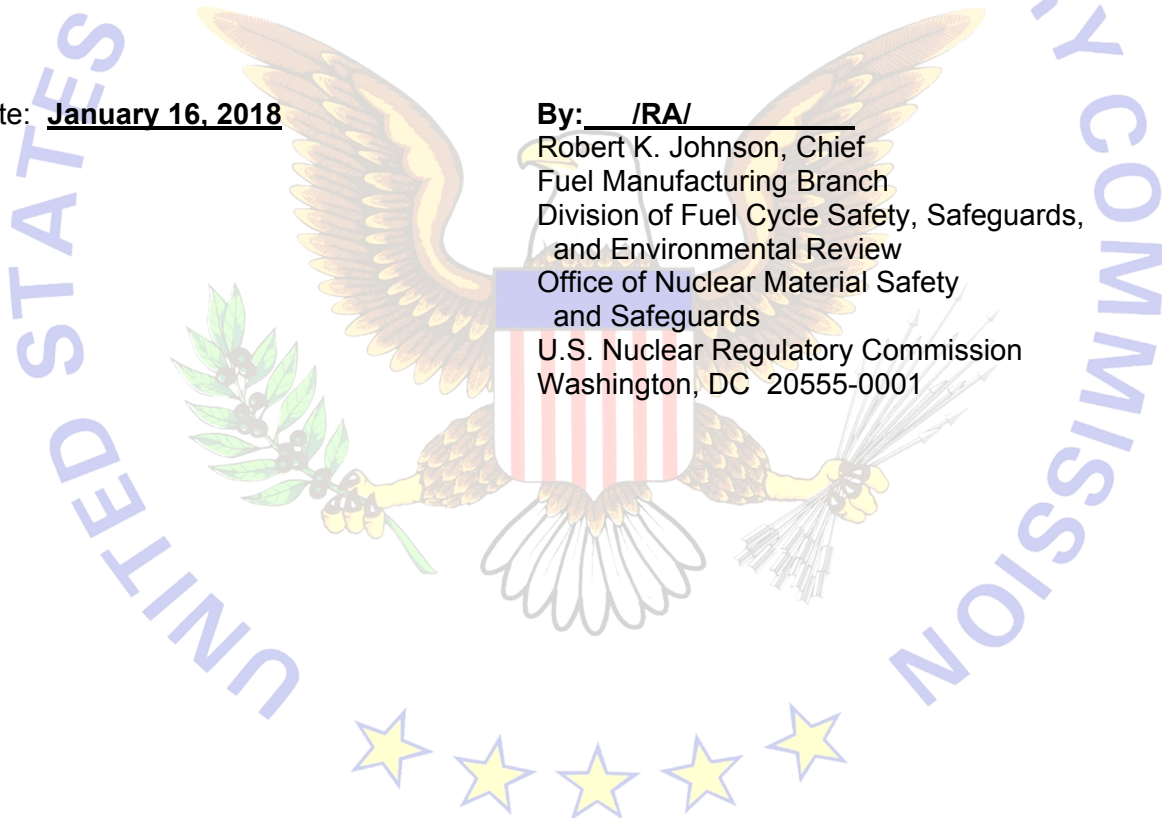 te: January 16, 2018
By: /RA/
Robert K. Johnson, Chief
Fuel Manufacturing Branch
Division of Fuel Cycle Safety, Safeguards,
and Environmental Review
Office of Nuclear Material Safety
and Safeguards
U.S. Nuclear Regulatory Commission
Washington, DC 20555-0001
UNITED STATES
Y COMMISSION